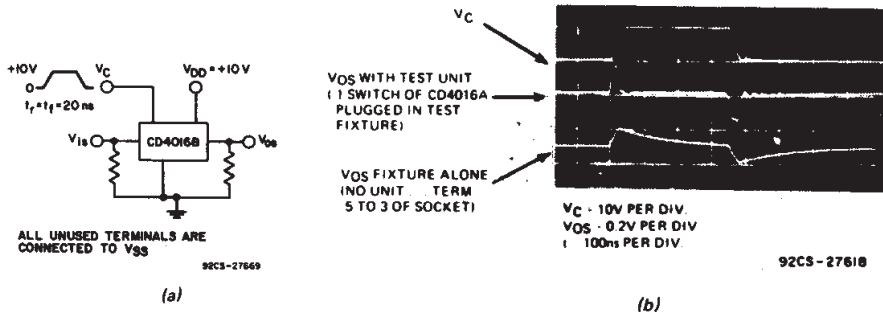 +10V
0
tr=tf=20 ns
VC
VDD=+10V
Vis
CD4016B
Vos
ALL UNUSED TERMINALS ARE
CONNECTED TO VSS
92CS-27669
(a)
VC
VOS WITH TEST UNIT
(1 SWITCH OF CD4016A
PLUGGED IN TEST
FIXTURE)
VOS FIXTURE ALONE
(NO UNIT . . . TERM
5 TO 3 OF SOCKET)
VC - 10V PER DIV.
VOS - 0.2V PER DIV
t 100ns PER DIV.
92CS-27618
(b)